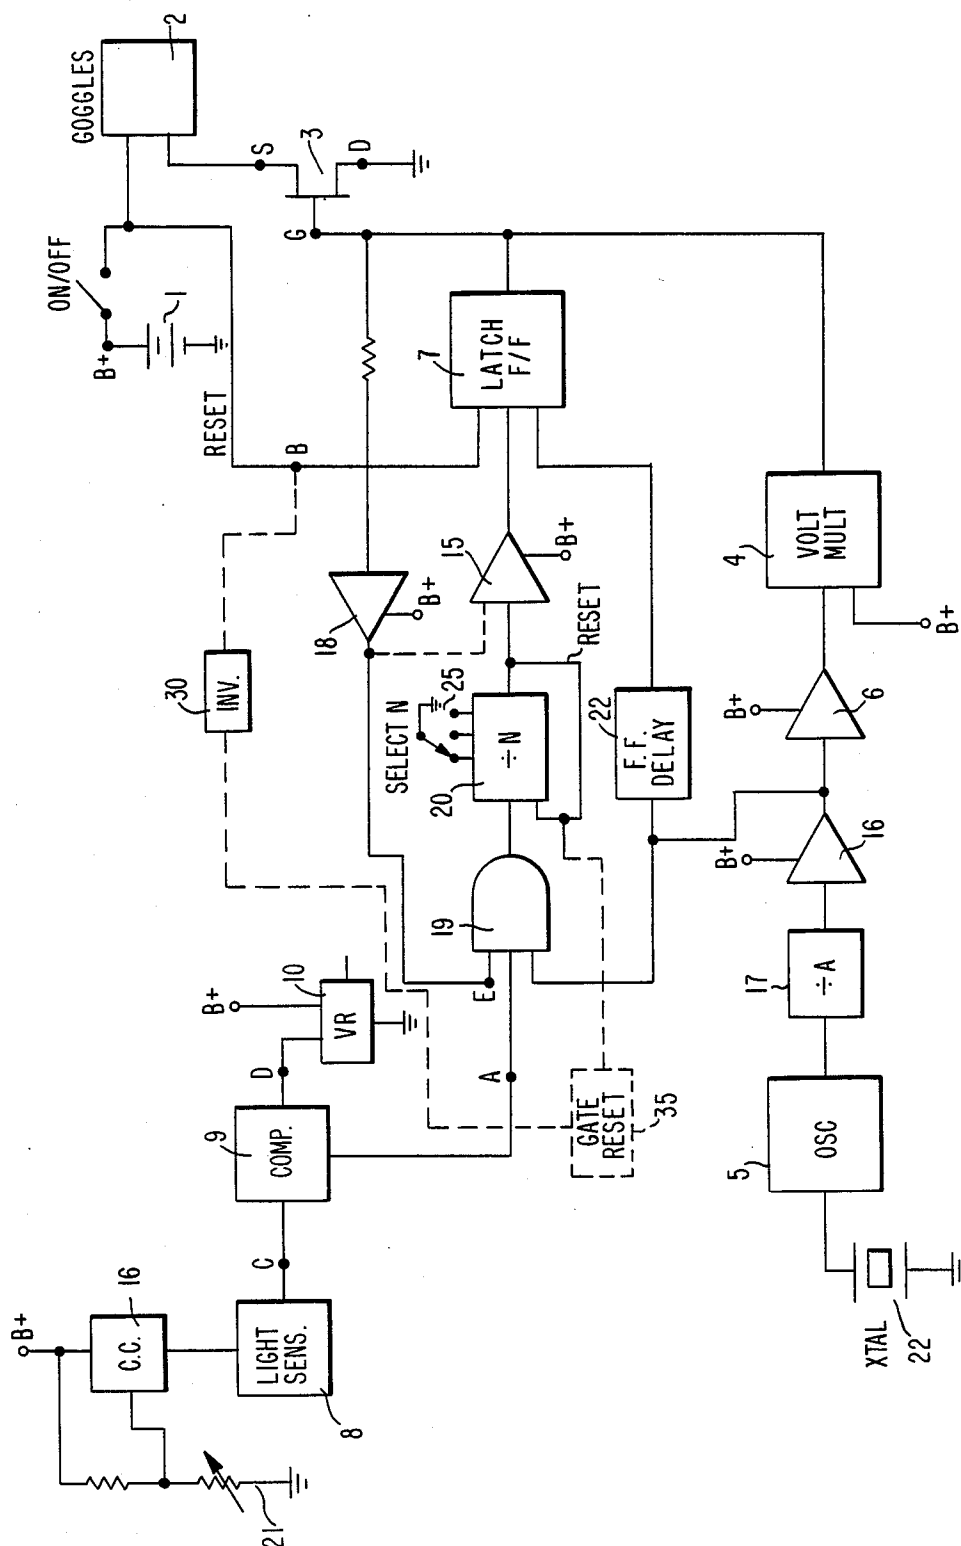 B+
16
C.C.
21
LIGHT
SENS.
8
C
9
COMP.
D
10
VR
B+
A
30
INV.
RESET
B
B+
1
ON/OFF
GOGGLES
2
S
3
D
G
18
B+
SELECT N
25
÷N
20
19
E
15
B+
RESET
7
LATCH
F/F
GATE
RESET
35
22
F.F.
DELAY
XTAL
22
5
OSC
17
÷A
B+
16
B+
6
4
VOLT
MULT
B+